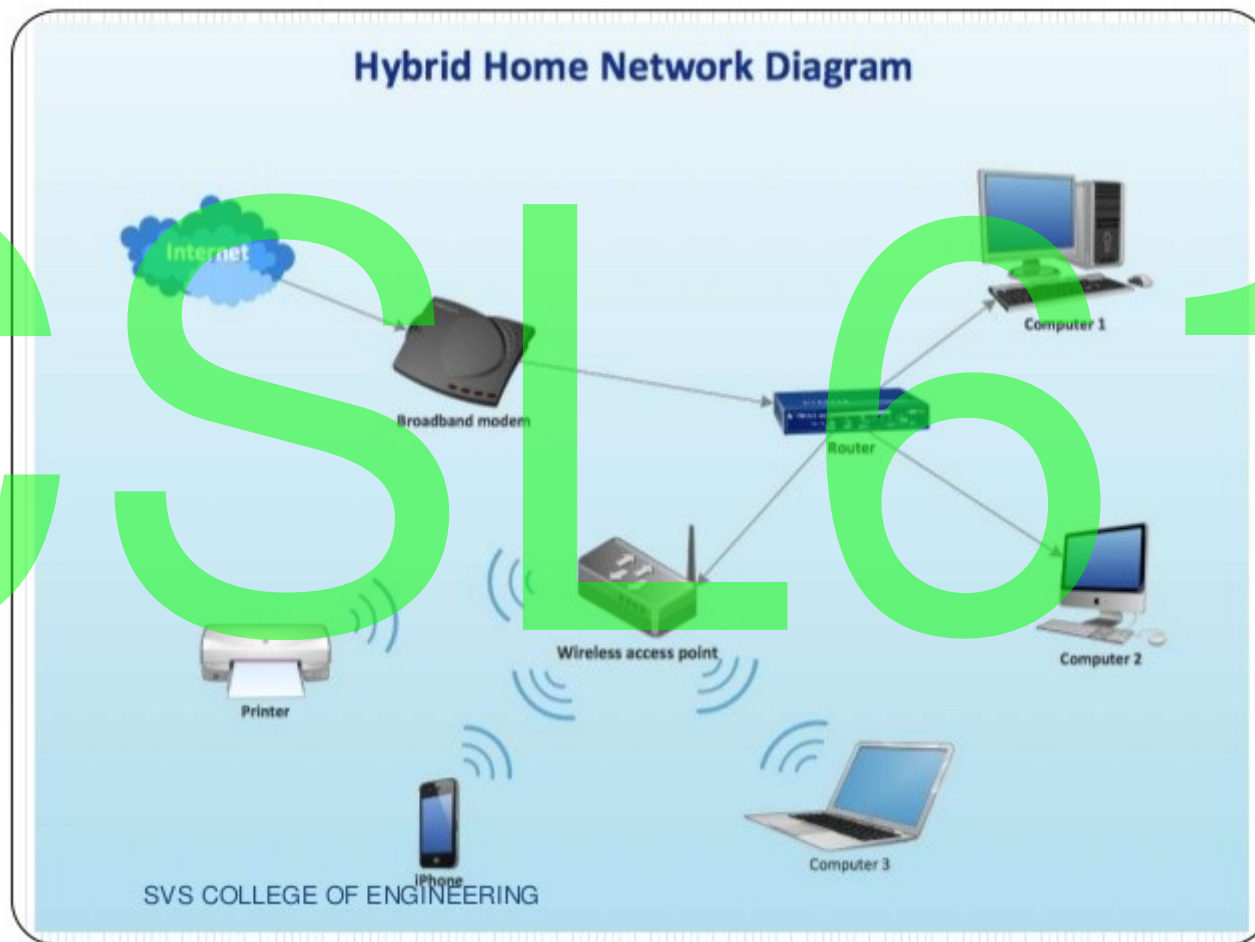 Hybrid Home Network Diagram
Internet
Computer 1
Broadband modem
Router
Wireless access point
Computer 2
Printer
Computer 3
iPhone
SVS COLLEGE OF ENGINEERING
CSL61